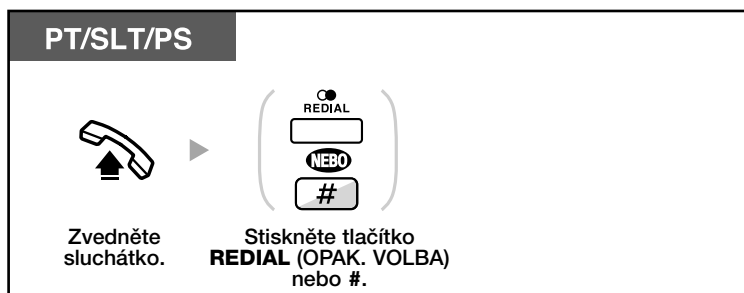 PT/SLT/PS
REDIAL
NEBO
#
Zvedněte
sluchátko.
Stiskněte tlačítko
REDIAL (OPAK. VOLBA)
nebo #.